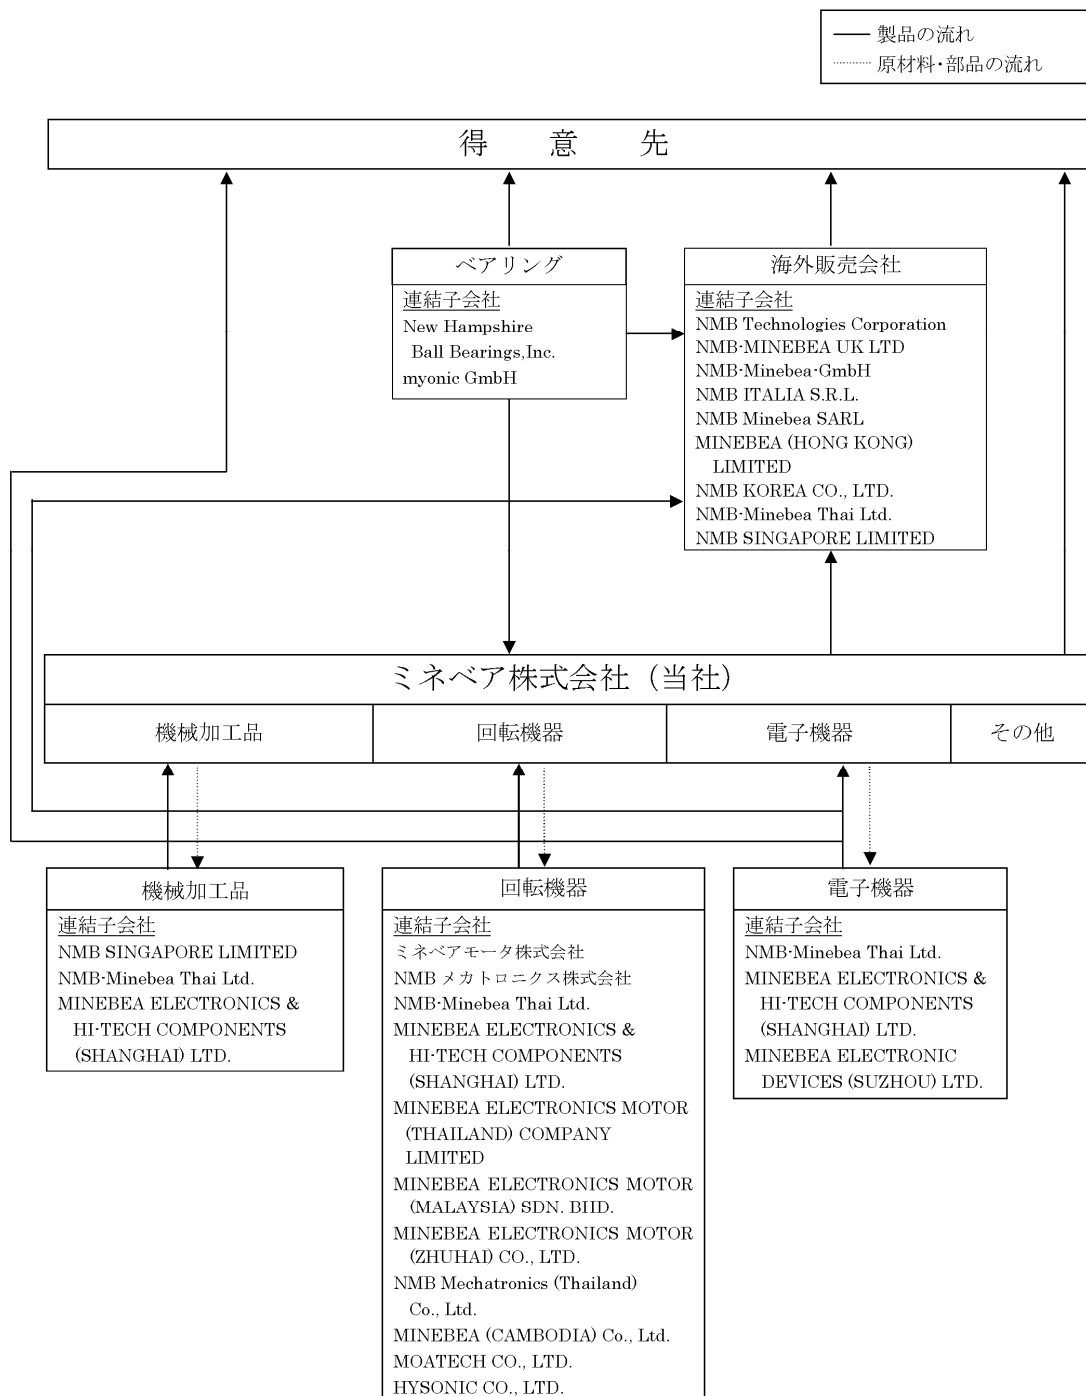 製品の流れ
原材料・部品の流れ
得意先
ベアリング
連結子会社
New Hampshire
Ball Bearings,Inc.
myonic GmbH
海外販売会社
連結子会社
NMB Technologies Corporation
NMB-MINEBEA UK LTD
NMB-Minebea-GmbH
NMB ITALIA S.R.L.
NMB Minebea SARL
MINEBEA (HONG KONG)
LIMITED
NMB KOREA CO., LTD.
NMB-Minebea Thai Ltd.
NMB SINGAPORE LIMITED
ミネベア株式会社（当社）
機械加工品
回転機器
電子機器
その他
機械加工品
連結子会社
NMB SINGAPORE LIMITED
NMB-Minebea Thai Ltd.
MINEBEA ELECTRONICS &
HI-TECH COMPONENTS
(SHANGHAI) LTD.
回転機器
連結子会社
ミネベアモータ株式会社
NMB メカトロニクス株式会社
NMB-Minebea Thai Ltd.
MINEBEA ELECTRONICS &
HI-TECH COMPONENTS
(SHANGHAI) LTD.
MINEBEA ELECTRONICS MOTOR
(THAILAND) COMPANY
LIMITED
MINEBEA ELECTRONICS MOTOR
(MALAYSIA) SDN. BHD.
MINEBEA ELECTRONICS MOTOR
(ZHUHAI) CO., LTD.
NMB Mechatronics (Thailand)
Co., Ltd.
MINEBEA (CAMBODIA) Co., Ltd.
MOATECH CO., LTD.
HYSONIC CO., LTD.
電子機器
連結子会社
NMB-Minebea Thai Ltd.
MINEBEA ELECTRONICS &
HI-TECH COMPONENTS
(SHANGHAI) LTD.
MINEBEA ELECTRONIC
DEVICES (SUZHOU) LTD.